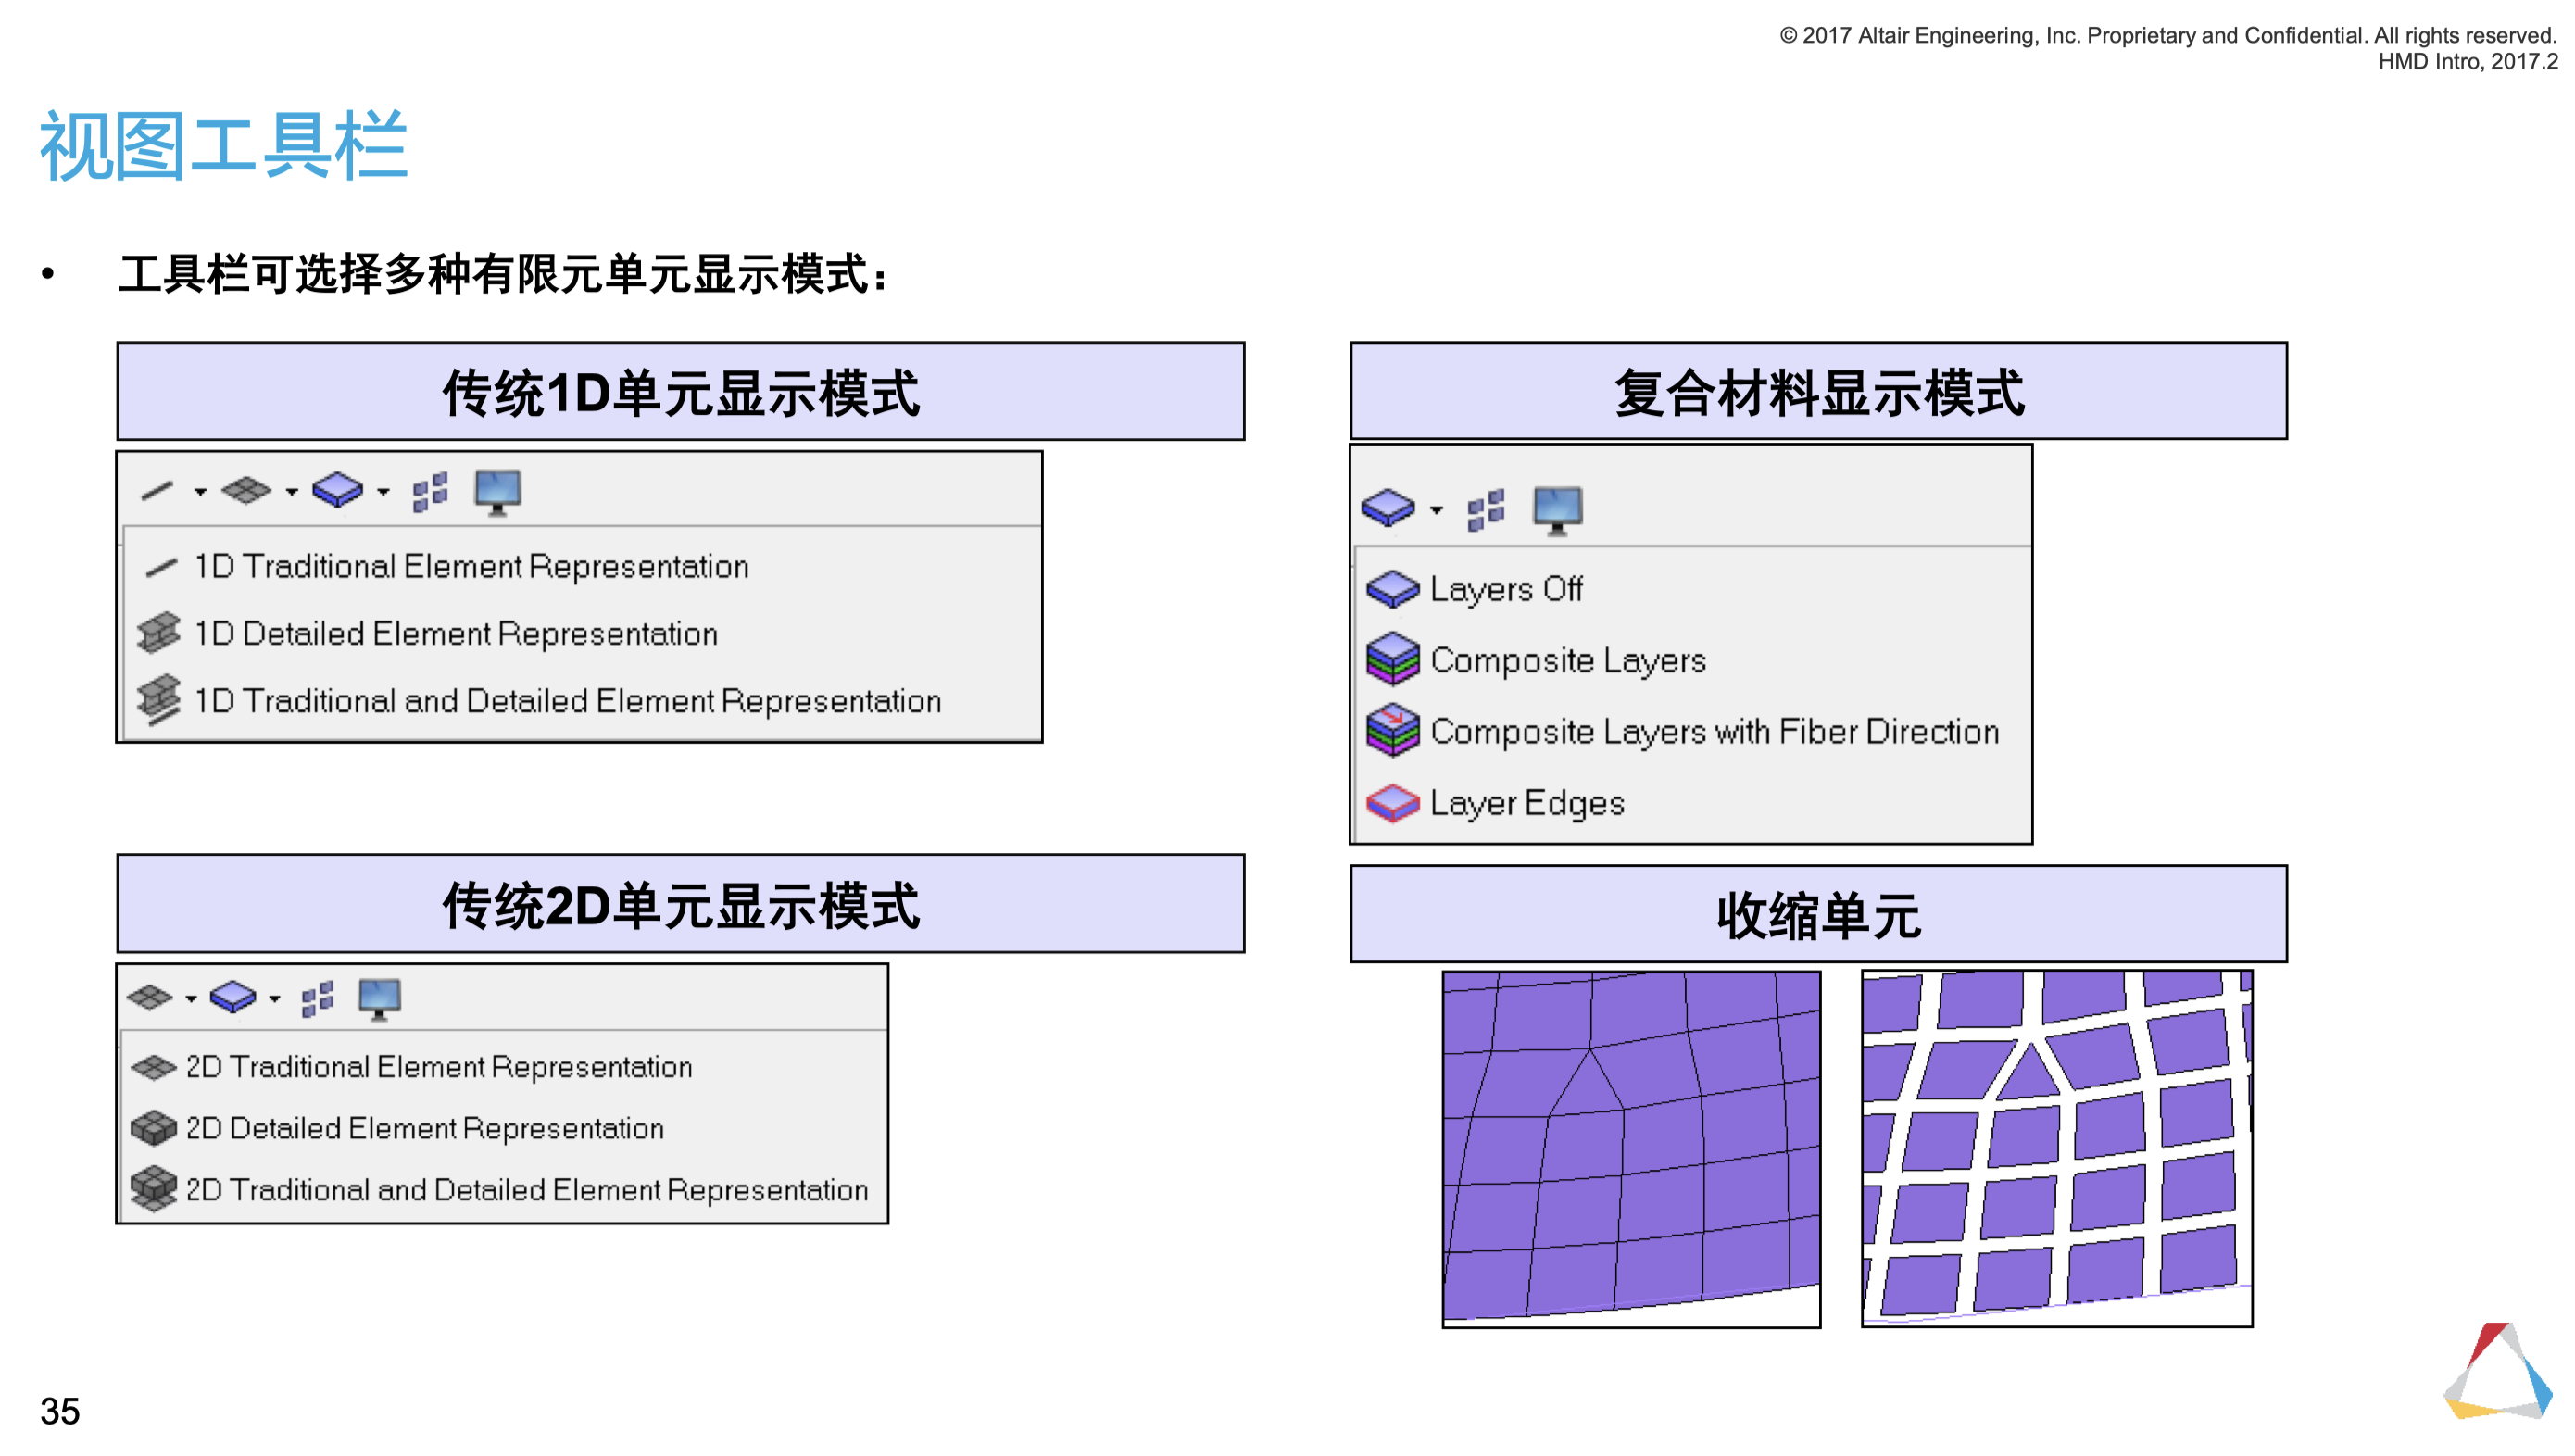 © 2017 Altair Engineering, Inc. Proprietary and Confidential. All rights reserved.
HMD Intro, 2017.2
视图工具栏
• 工具栏可选择多种有限元单元显示模式：
传统1D单元显示模式
1D Traditional Element Representation
1D Detailed Element Representation
1D Traditional and Detailed Element Representation
复合材料显示模式
Layers Off
Composite Layers
Composite Layers with Fiber Direction
Layer Edges
传统2D单元显示模式
2D Traditional Element Representation
2D Detailed Element Representation
2D Traditional and Detailed Element Representation
收缩单元
35